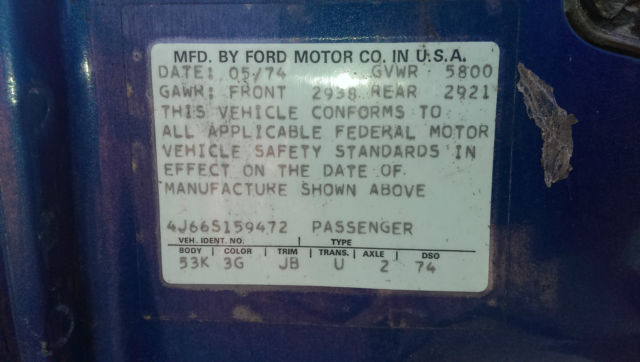 MFD. BY FORD MOTOR CO. IN U.S.A.
DATE: 05/74 GVWR 5800
GAWR: FRONT 2938 REAR 2921
THIS VEHICLE CONFORMS TO
ALL APPLICABLE FEDERAL MOTOR
VEHICLE SAFETY STANDARDS IN
EFFECT ON THE DATE OF
MANUFACTURE SHOWN ABOVE
4J66S159472 PASSENGER
VEH. IDENT. NO. TYPE
BODY COLOR TRIM TRANS. AXLE DSO
53K 3G JB U 2 74